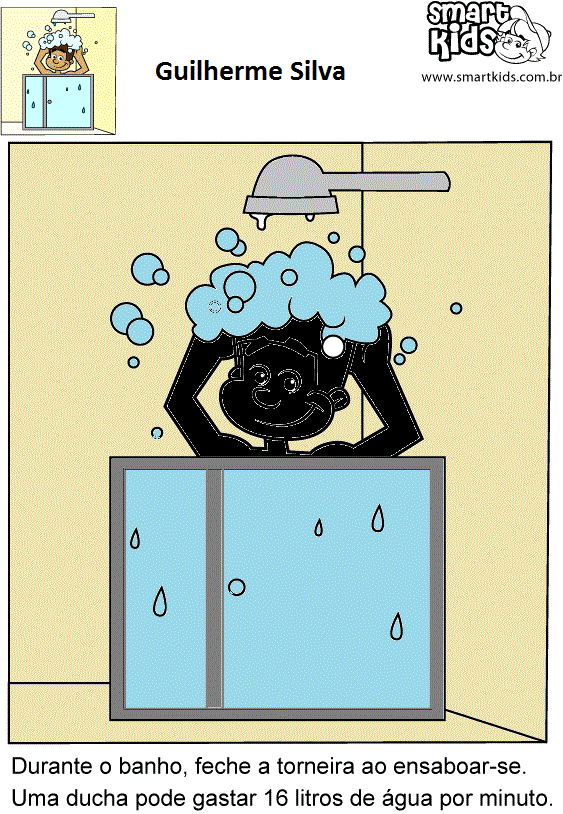 smart
kids
Guilherme Silva
www.smartkids.com.br
Durante o banho, feche a torneira ao ensaboar-se.
Uma ducha pode gastar 16 litros de água por minuto.